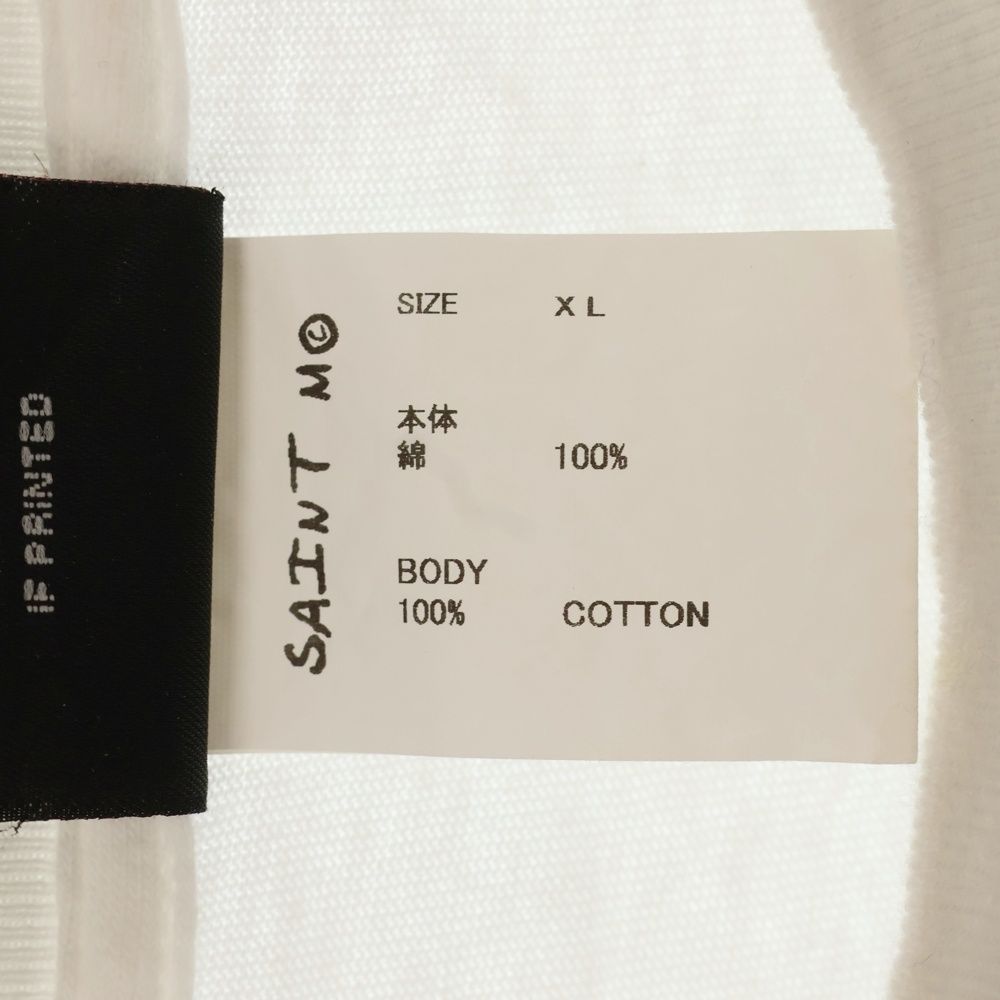 IF PRINTED
SAINT M©
SIZE XL
本体
綿 100%
BODY
100% COTTON